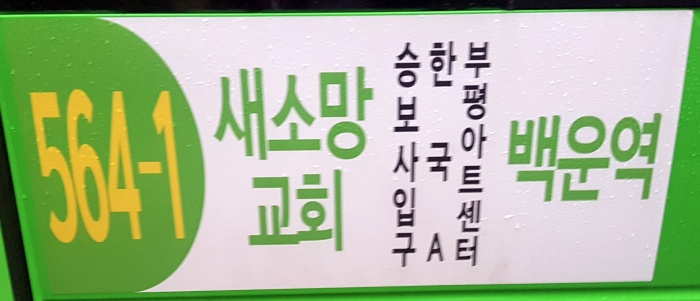 564-1
새소망
교회
승보사입구
한국A
부평아트센터
백운역